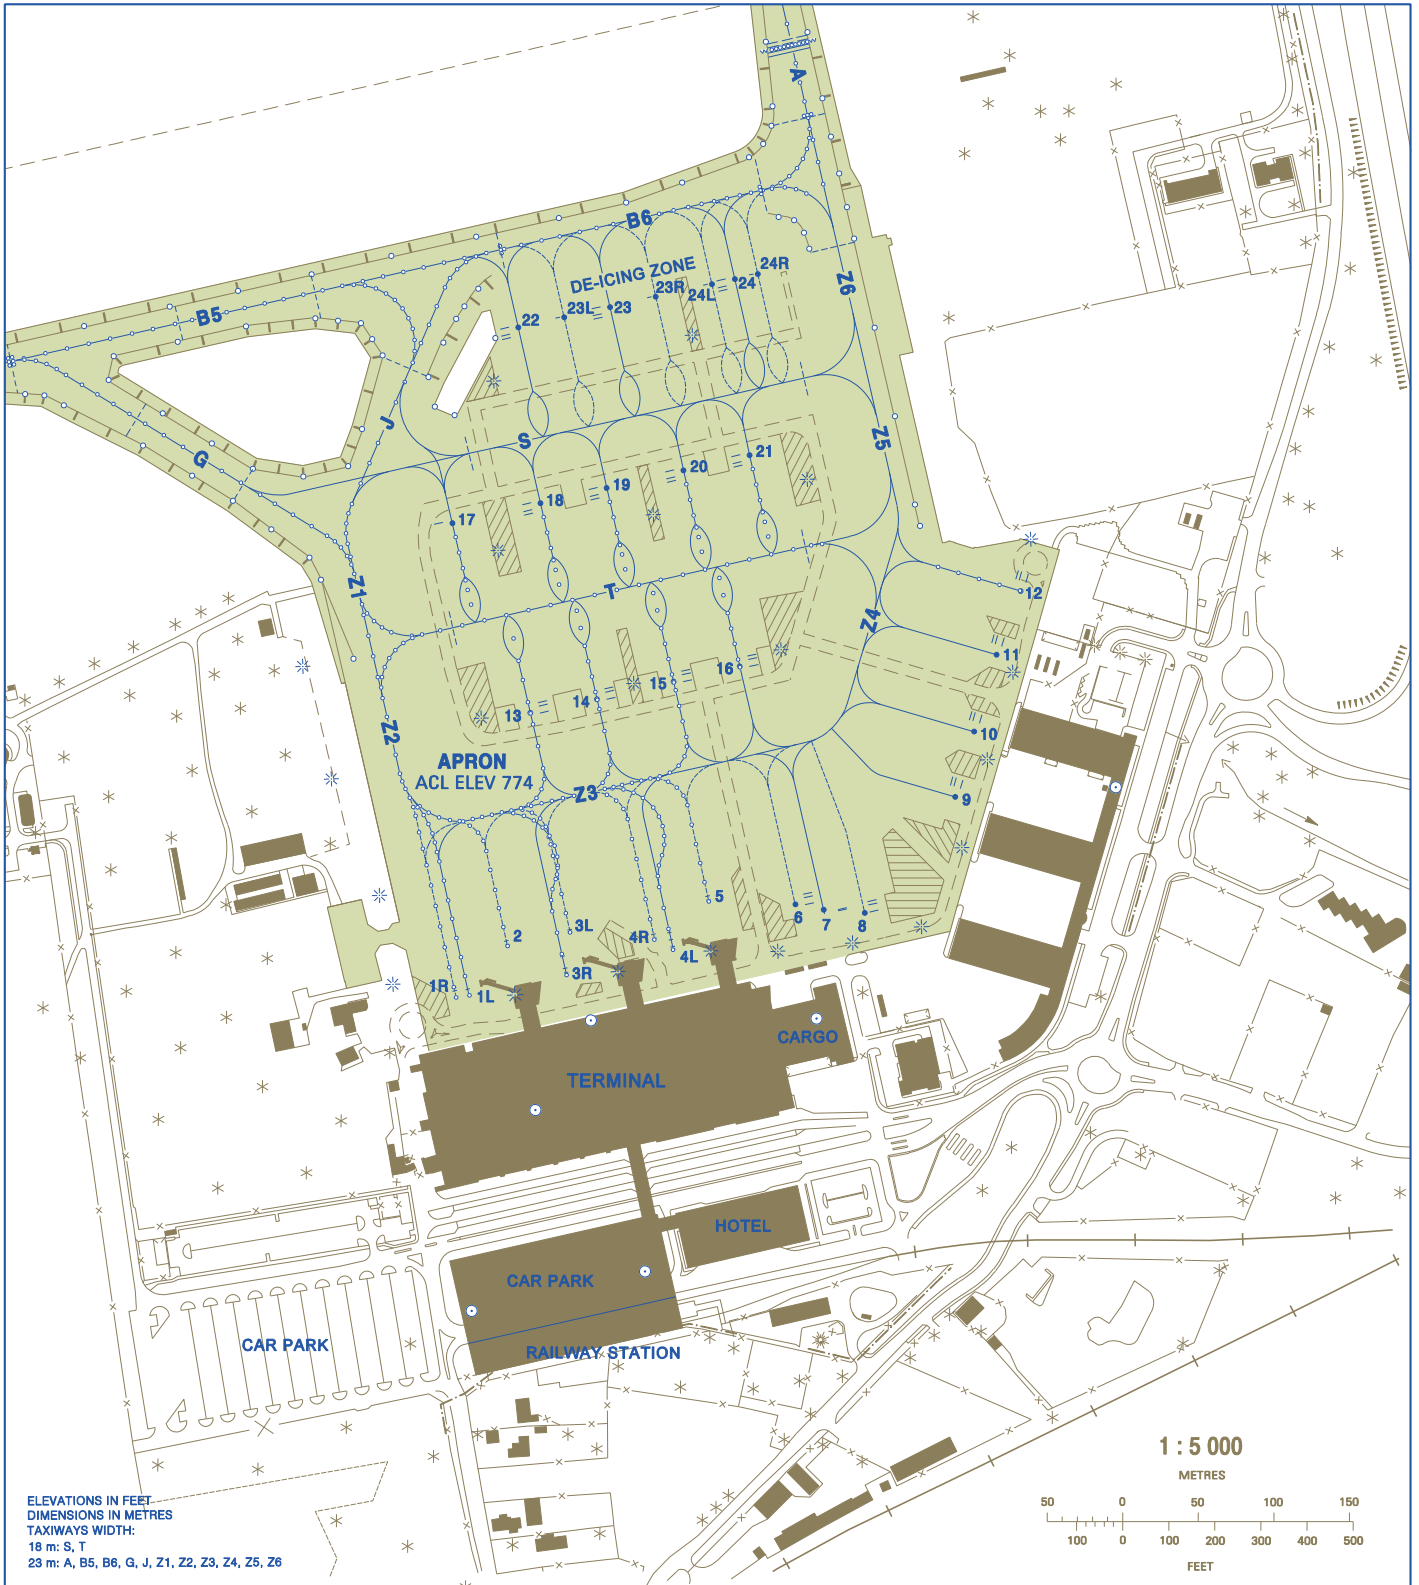 A
B6
Z6
DE-ICING ZONE
24R
24
24L
23R
23
23L
22
B5
J
S
Z5
G
21
20
19
18
17
T
Z1
12
11
Z4
16
15
14
13
10
Z2
APRON
ACL ELEV 774
Z3
9
5
6
7
8
2
3L
4R
4L
3R
1R
1L
CARGO
TERMINAL
HOTEL
CAR PARK
CAR PARK
RAILWAY STATION
1 : 5 000
METRES
50 0 50 100 150
100 0 100 200 300 400 500
FEET
ELEVATIONS IN FEET
DIMENSIONS IN METRES
TAXIWAYS WIDTH:
18 m: S, T
23 m: A, B5, B6, G, J, Z1, Z2, Z3, Z4, Z5, Z6